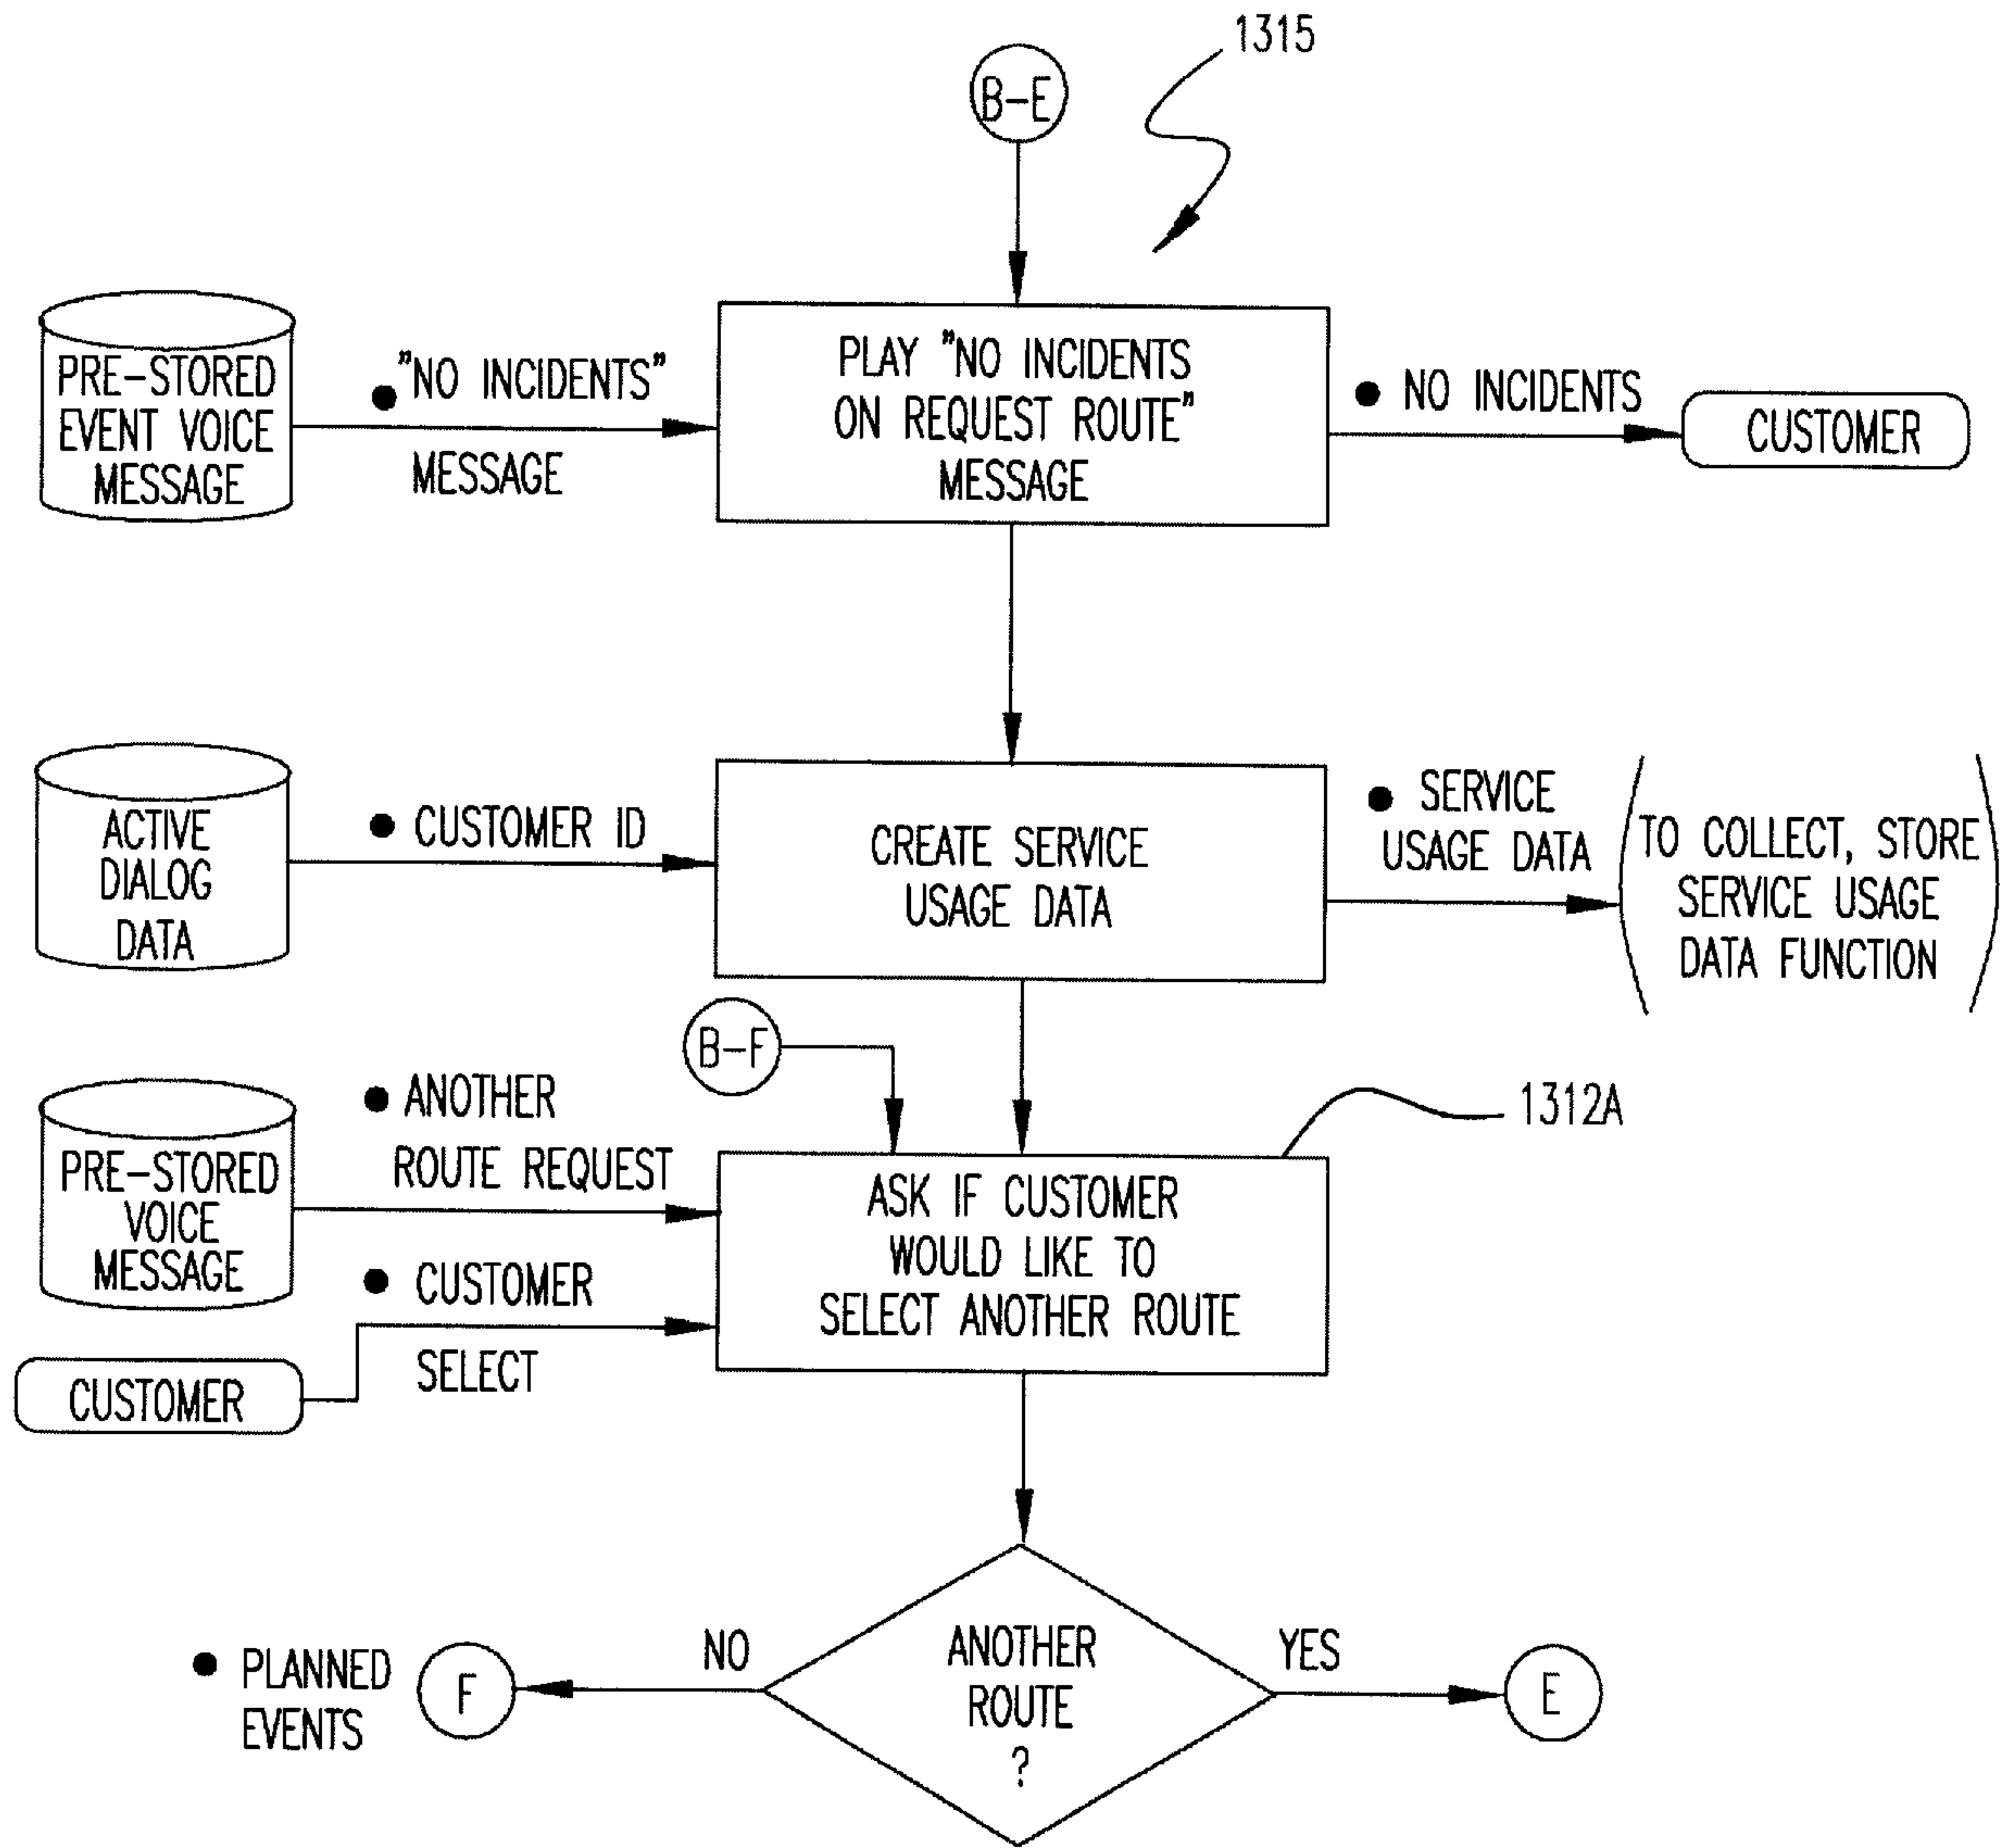 1315
B-E
PRE-STORED
EVENT VOICE
MESSAGE
● "NO INCIDENTS"
MESSAGE
PLAY "NO INCIDENTS
ON REQUEST ROUTE"
MESSAGE
● NO INCIDENTS
CUSTOMER
ACTIVE
DIALOG
DATA
● CUSTOMER ID
CREATE SERVICE
USAGE DATA
● SERVICE
USAGE DATA
TO COLLECT, STORE
SERVICE USAGE
DATA FUNCTION
B-F
1312A
PRE-STORED
VOICE
MESSAGE
● ANOTHER
ROUTE REQUEST
● CUSTOMER
SELECT
CUSTOMER
ASK IF CUSTOMER
WOULD LIKE TO
SELECT ANOTHER ROUTE
● PLANNED
EVENTS
F
NO
ANOTHER
ROUTE
?
YES
E